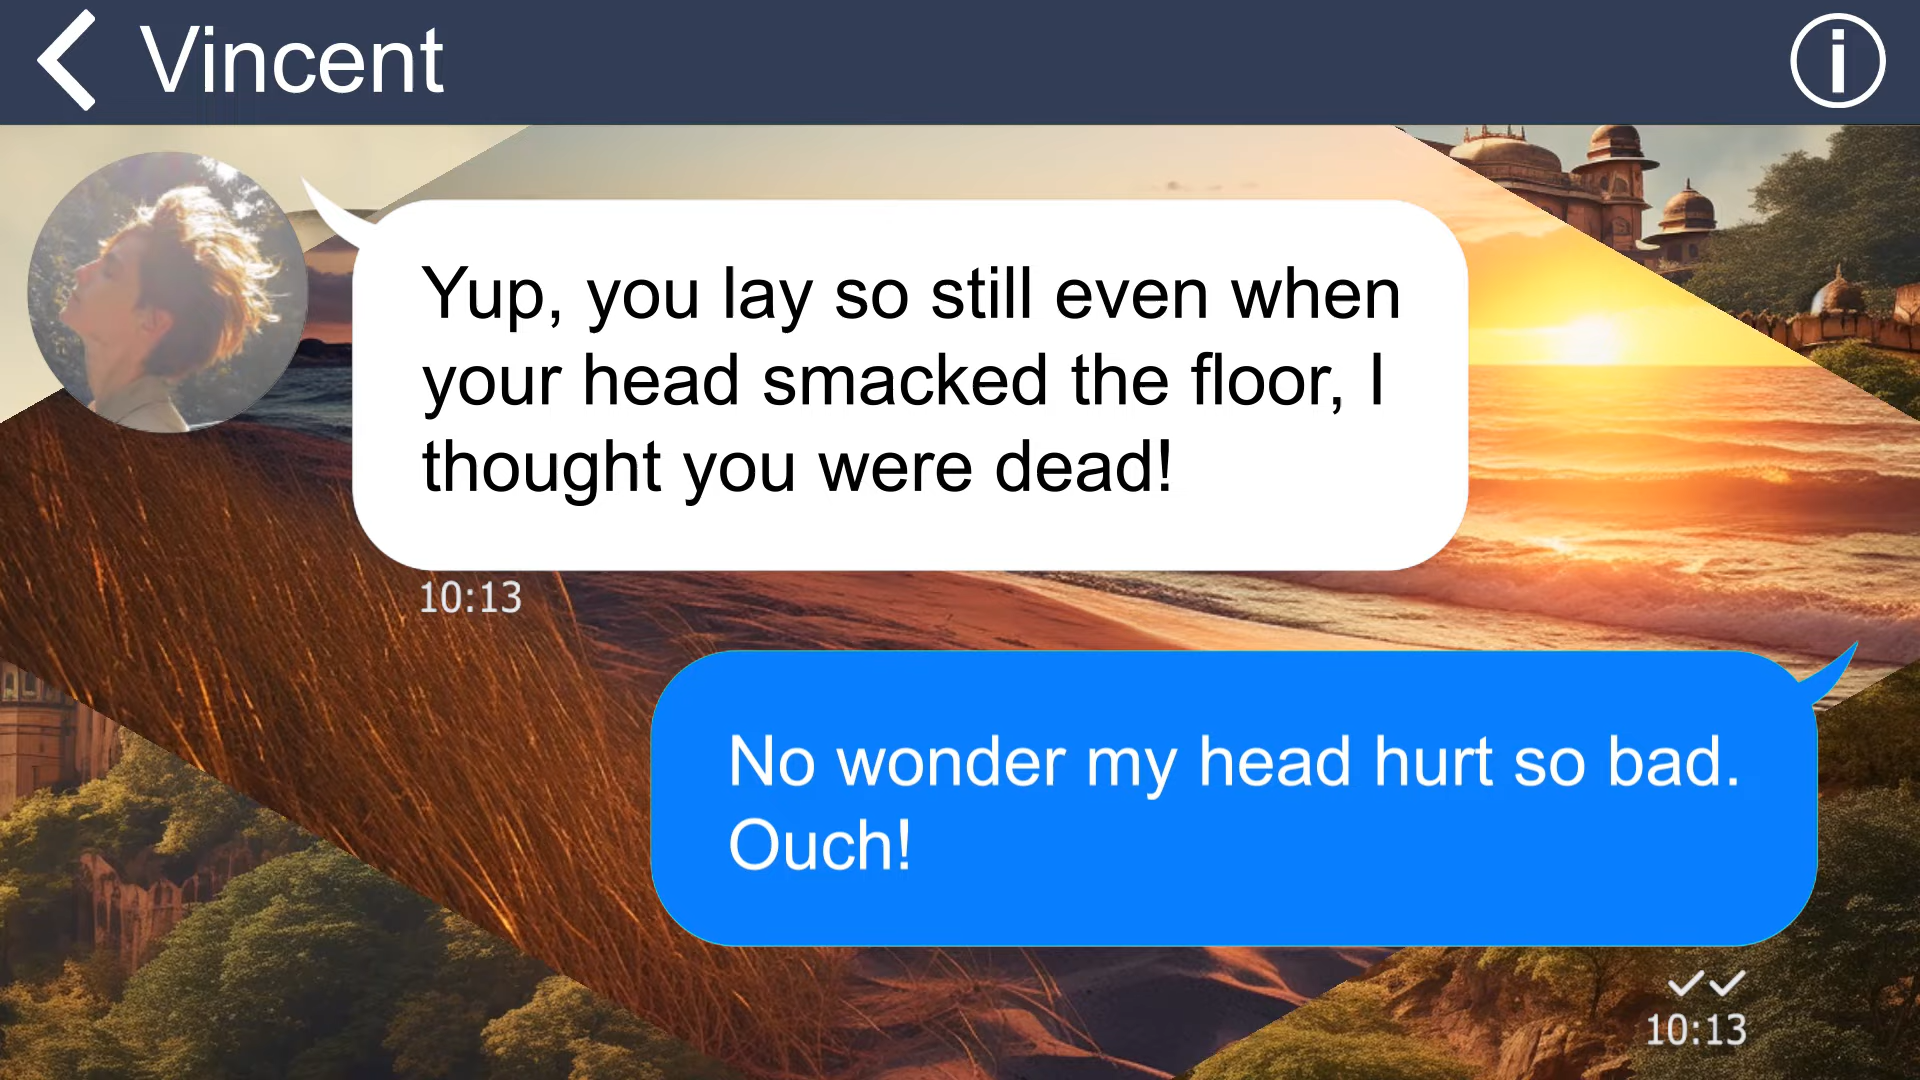 Vincent
Yup, you lay so still even when
your head smacked the floor, I
thought you were dead!
10:13
No wonder my head hurt so bad.
Ouch!
10:13